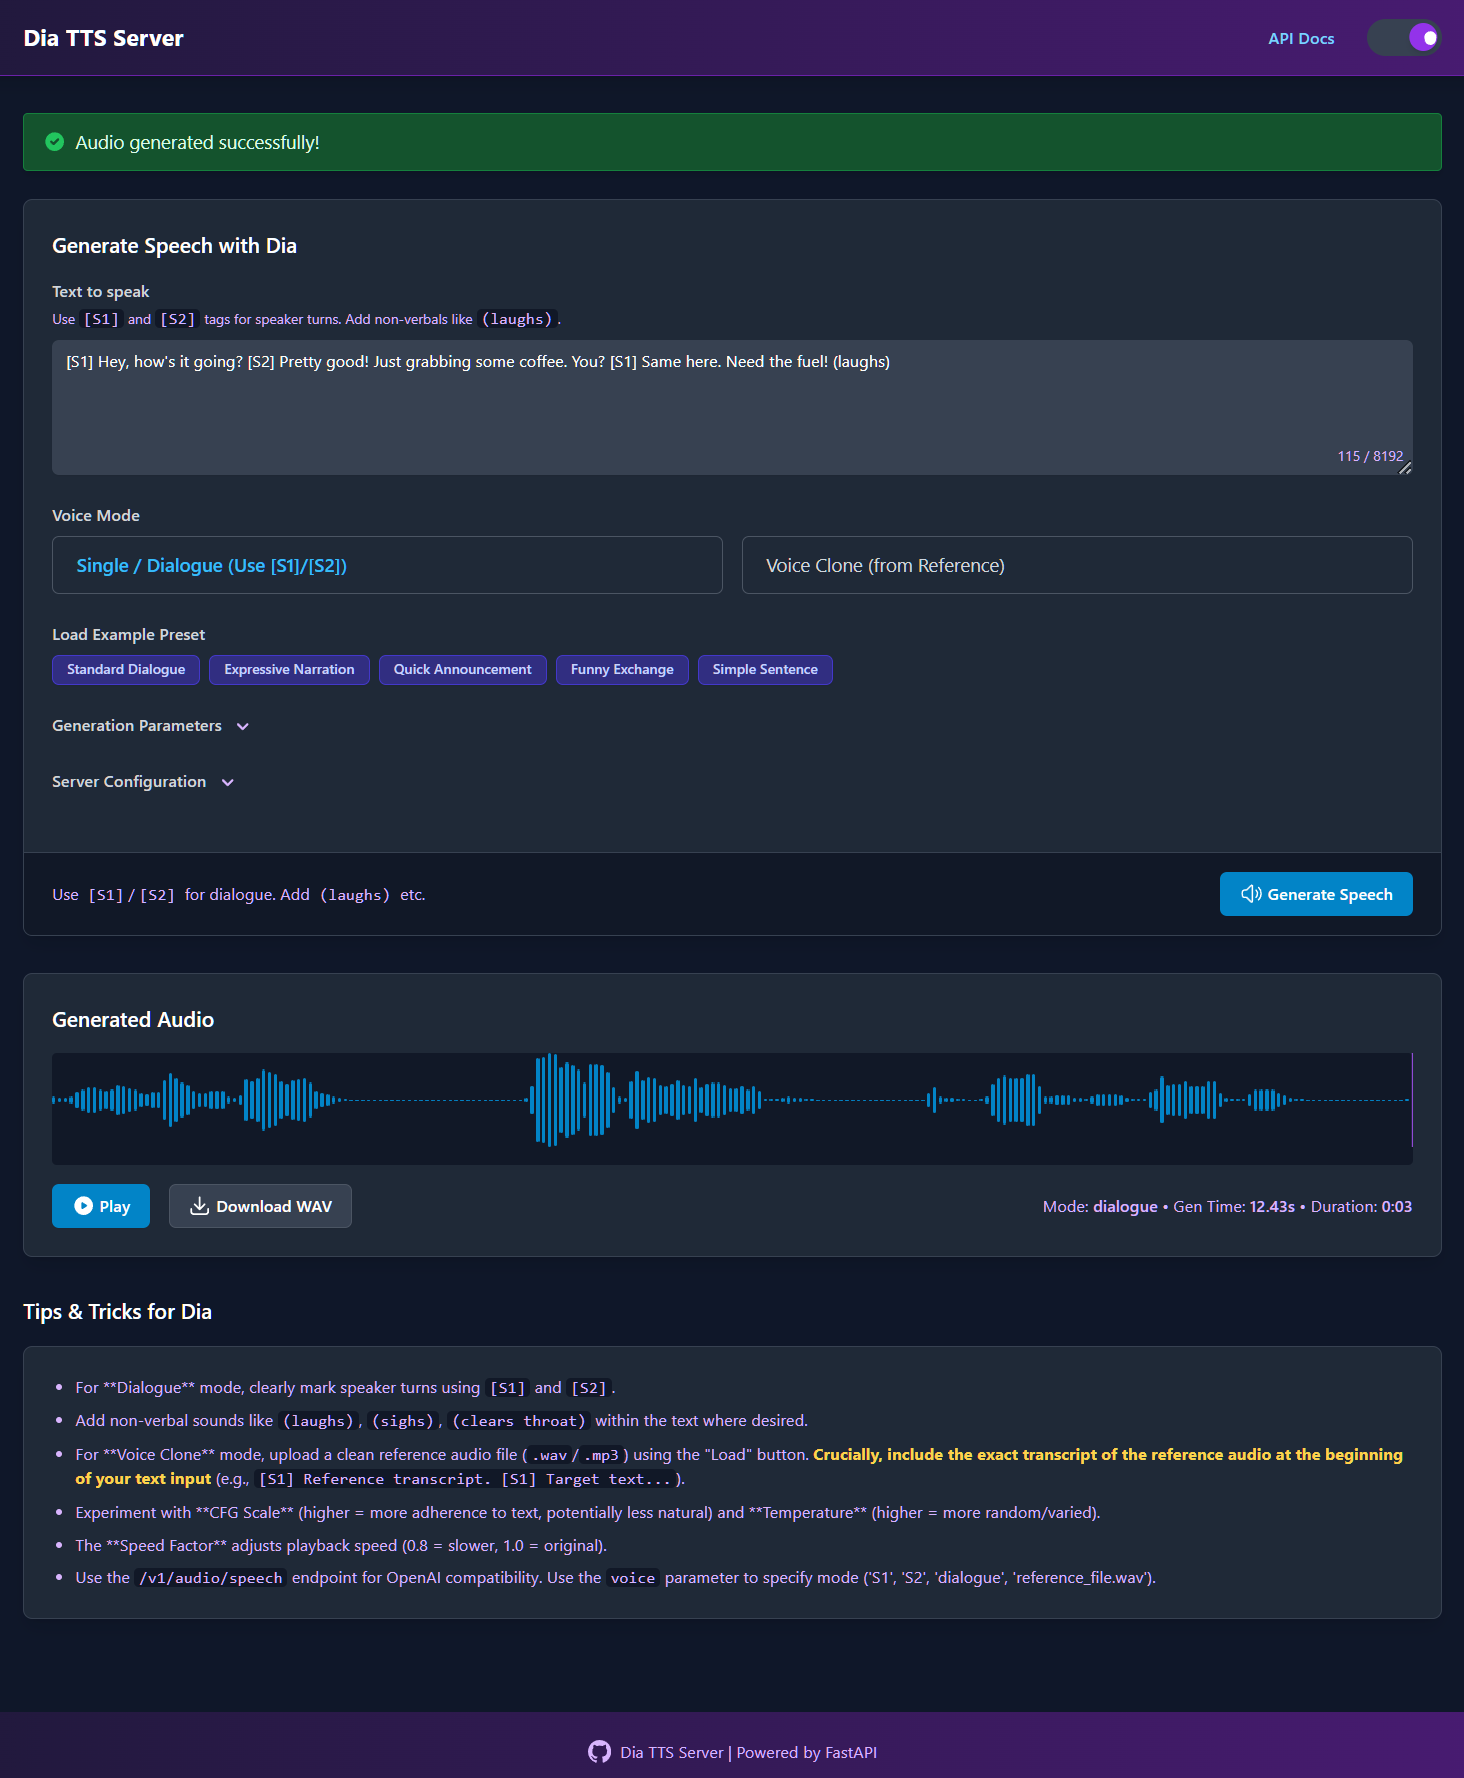 Dia TTS Server
API Docs
Audio generated successfully!
Generate Speech with Dia
Text to speak
Use [S1] and [S2] tags for speaker turns. Add non-verbals like (laughs).
[S1] Hey, how's it going? [S2] Pretty good! Just grabbing some coffee. You? [S1] Same here. Need the fuel! (laughs)
115 / 8192
Voice Mode
Single / Dialogue (Use [S1]/[S2])
Voice Clone (from Reference)
Load Example Preset
Standard Dialogue
Expressive Narration
Quick Announcement
Funny Exchange
Simple Sentence
Generation Parameters
Server Configuration
Use [S1]/[S2] for dialogue. Add (laughs) etc.
Generate Speech
Generated Audio
Play
Download WAV
Mode: dialogue • Gen Time: 12.43s • Duration: 0:03
Tips & Tricks for Dia
• For **Dialogue** mode, clearly mark speaker turns using [S1] and [S2].
• Add non-verbal sounds like (laughs), (sighs), (clears throat) within the text where desired.
• For **Voice Clone** mode, upload a clean reference audio file (.wav/.mp3) using the "Load" button. Crucially, include the exact transcript of the reference audio at the beginning
of your text input (e.g., [S1] Reference transcript. [S1] Target text...).
• Experiment with **CFG Scale** (higher = more adherence to text, potentially less natural) and **Temperature** (higher = more random/varied).
• The **Speed Factor** adjusts playback speed (0.8 = slower, 1.0 = original).
• Use the /v1/audio/speech endpoint for OpenAI compatibility. Use the voice parameter to specify mode ('S1', 'S2', 'dialogue', 'reference_file.wav').
Dia TTS Server | Powered by FastAPI